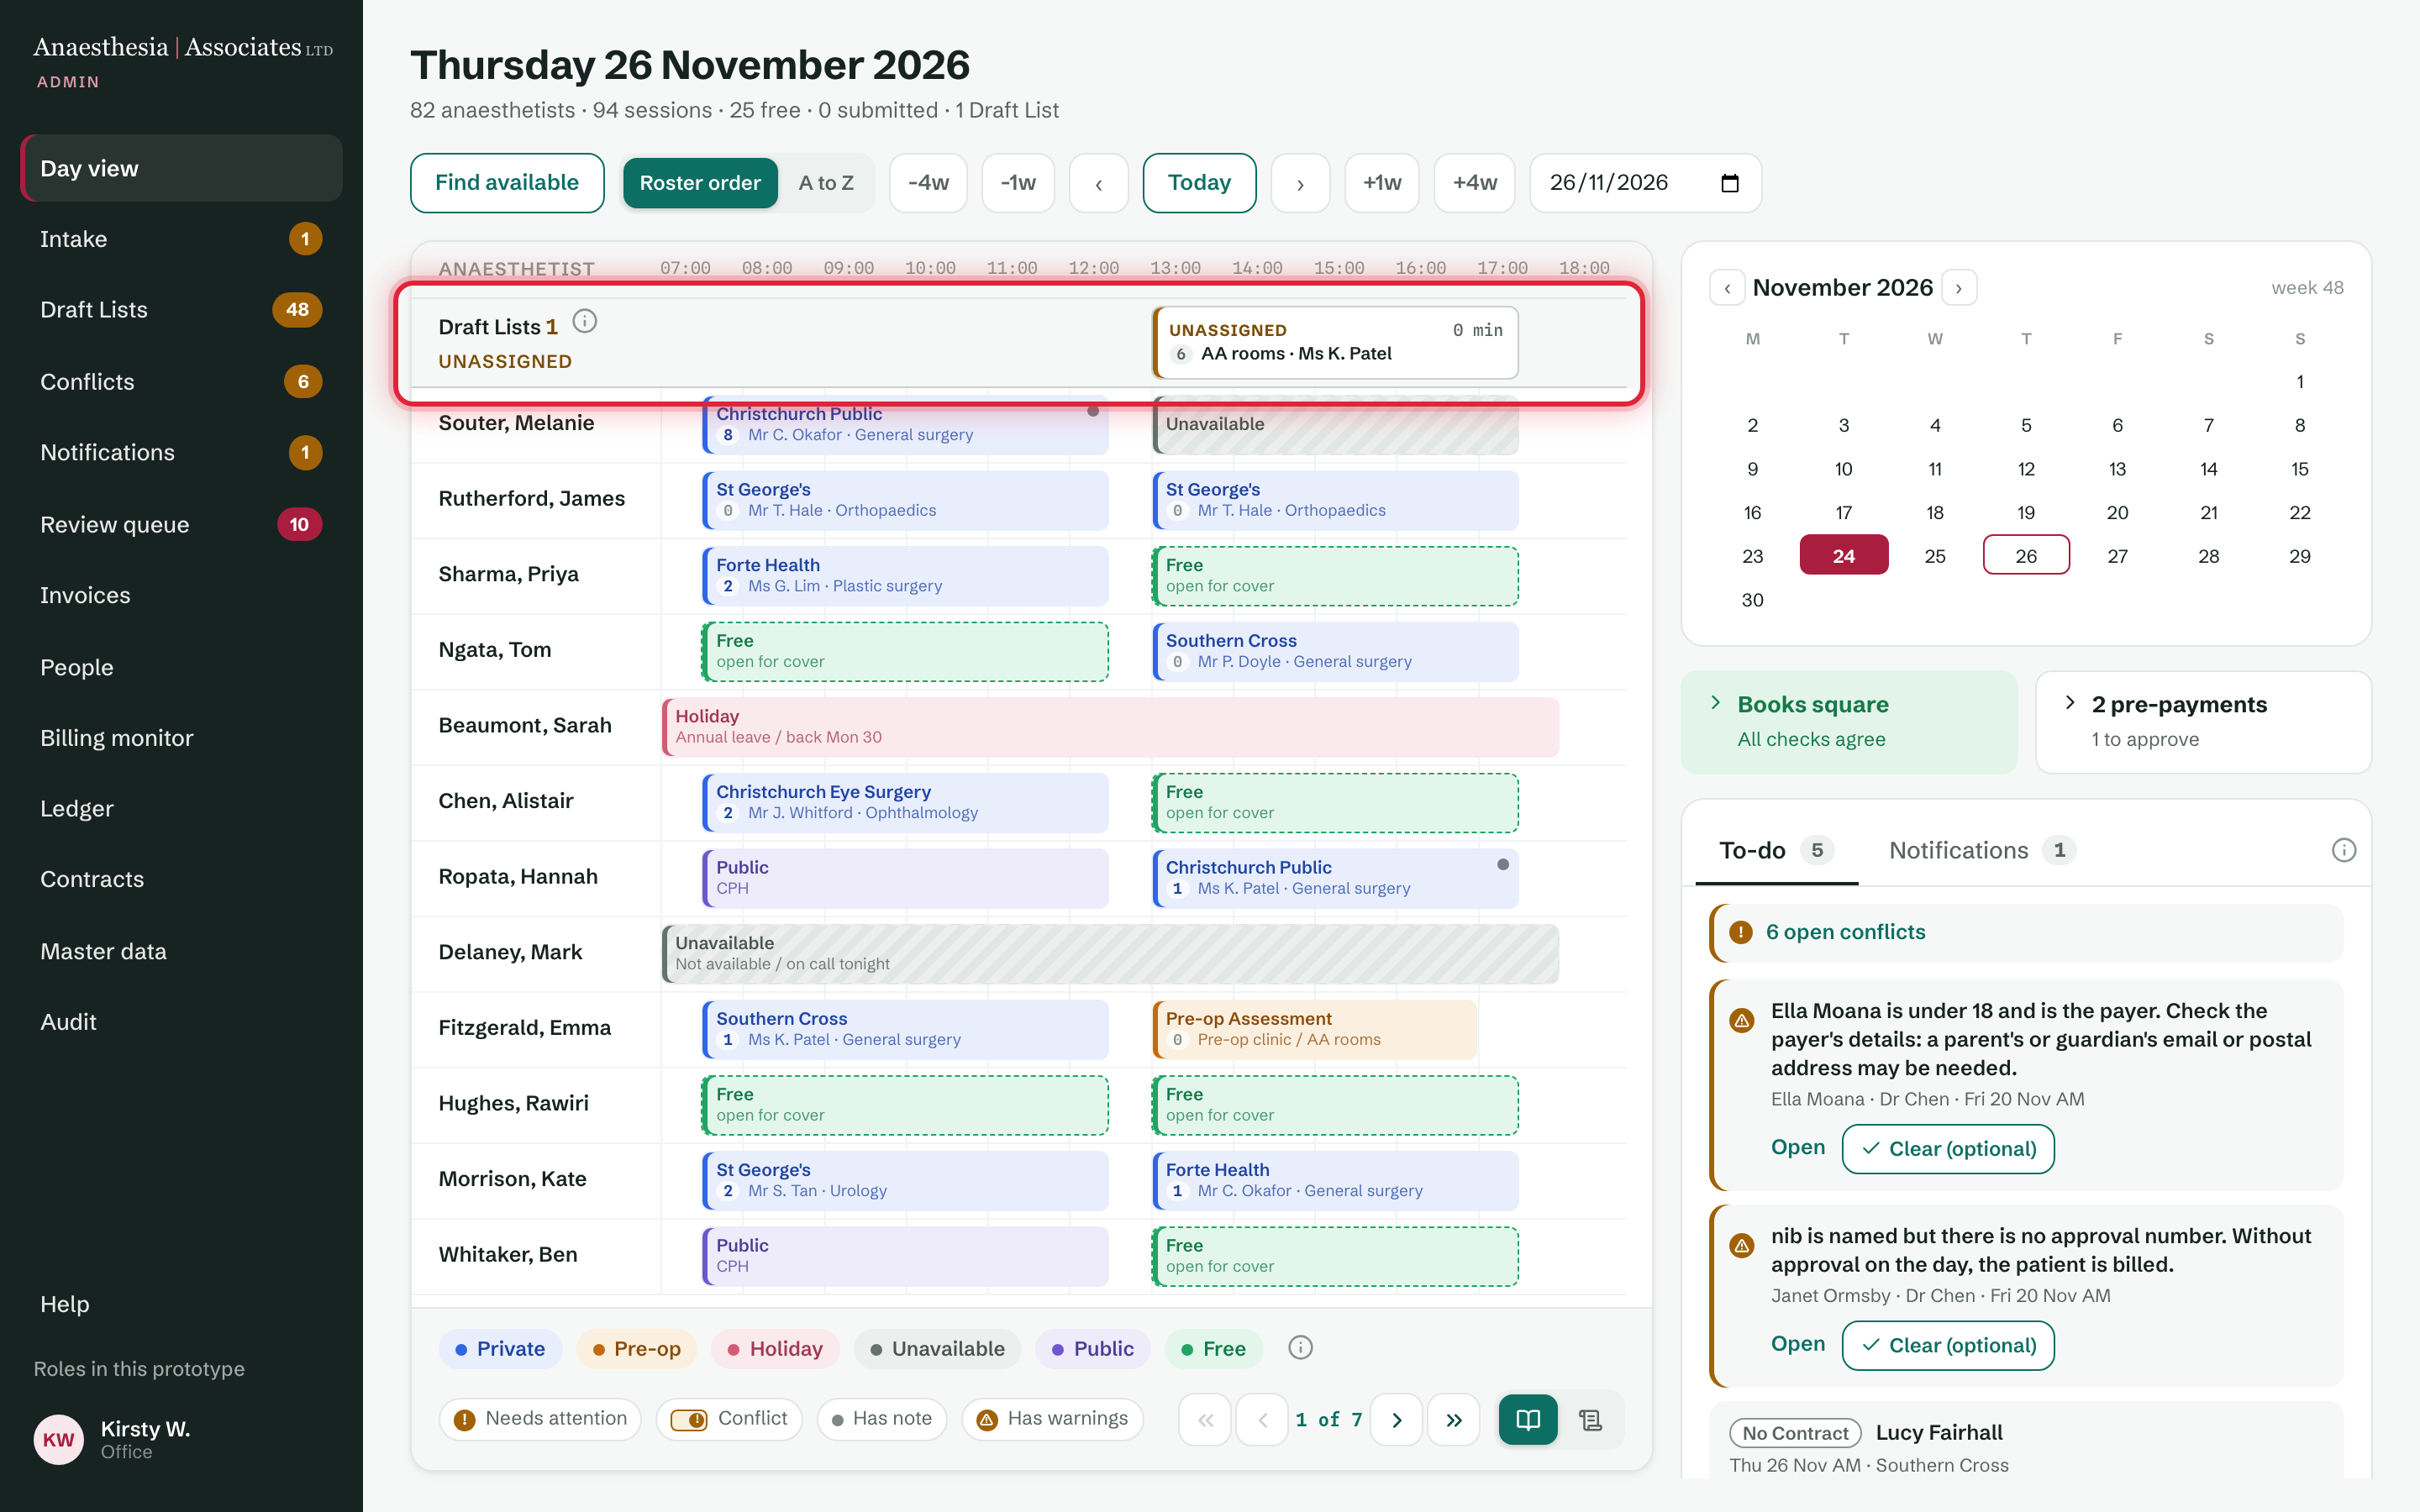 Anaesthesia | Associates LTD
ADMIN
Day view
Intake 1
Draft Lists 48
Conflicts 6
Notifications 1
Review queue 10
Invoices
People
Billing monitor
Ledger
Contracts
Master data
Audit
Help
Roles in this prototype
KW Kirsty W.
Office
Thursday 26 November 2026
82 anaesthetists · 94 sessions · 25 free · 0 submitted · 1 Draft List
Find available Roster order A to Z -4w -1w ‹ Today › +1w +4w 26/11/2026
ANAESTHETIST 07:00 08:00 09:00 10:00 11:00 12:00 13:00 14:00 15:00 16:00 17:00 18:00
Draft Lists 1
UNASSIGNED
UNASSIGNED 0 min
6 AA rooms · Ms K. Patel
Souter, Melanie
Christchurch Public
8 Mr C. Okafor · General surgery
Unavailable
Rutherford, James
St George's
0 Mr T. Hale · Orthopaedics
St George's
0 Mr T. Hale · Orthopaedics
Sharma, Priya
Forte Health
2 Ms G. Lim · Plastic surgery
Free
open for cover
Ngata, Tom
Free
open for cover
Southern Cross
0 Mr P. Doyle · General surgery
Beaumont, Sarah
Holiday
Annual leave / back Mon 30
Chen, Alistair
Christchurch Eye Surgery
2 Mr J. Whitford · Ophthalmology
Free
open for cover
Ropata, Hannah
Public
CPH
Christchurch Public
1 Ms K. Patel · General surgery
Delaney, Mark
Unavailable
Not available / on call tonight
Fitzgerald, Emma
Southern Cross
1 Ms K. Patel · General surgery
Pre-op Assessment
0 Pre-op clinic / AA rooms
Hughes, Rawiri
Free
open for cover
Free
open for cover
Morrison, Kate
St George's
2 Mr S. Tan · Urology
Forte Health
1 Mr C. Okafor · General surgery
Whitaker, Ben
Public
CPH
Free
open for cover
Private Pre-op Holiday Unavailable Public Free
Needs attention Conflict Has note Has warnings « ‹ 1 of 7 › »
‹ November 2026 › week 48
M T W T F S S
1
2 3 4 5 6 7 8
9 10 11 12 13 14 15
16 17 18 19 20 21 22
23 24 25 26 27 28 29
30
Books square
All checks agree
2 pre-payments
1 to approve
To-do 5 Notifications 1
6 open conflicts
Ella Moana is under 18 and is the payer. Check the
payer's details: a parent's or guardian's email or postal
address may be needed.
Ella Moana · Dr Chen · Fri 20 Nov AM
Open Clear (optional)
nib is named but there is no approval number. Without
approval on the day, the patient is billed.
Janet Ormsby · Dr Chen · Fri 20 Nov AM
Open Clear (optional)
No Contract Lucy Fairhall
Thu 26 Nov AM · Southern Cross